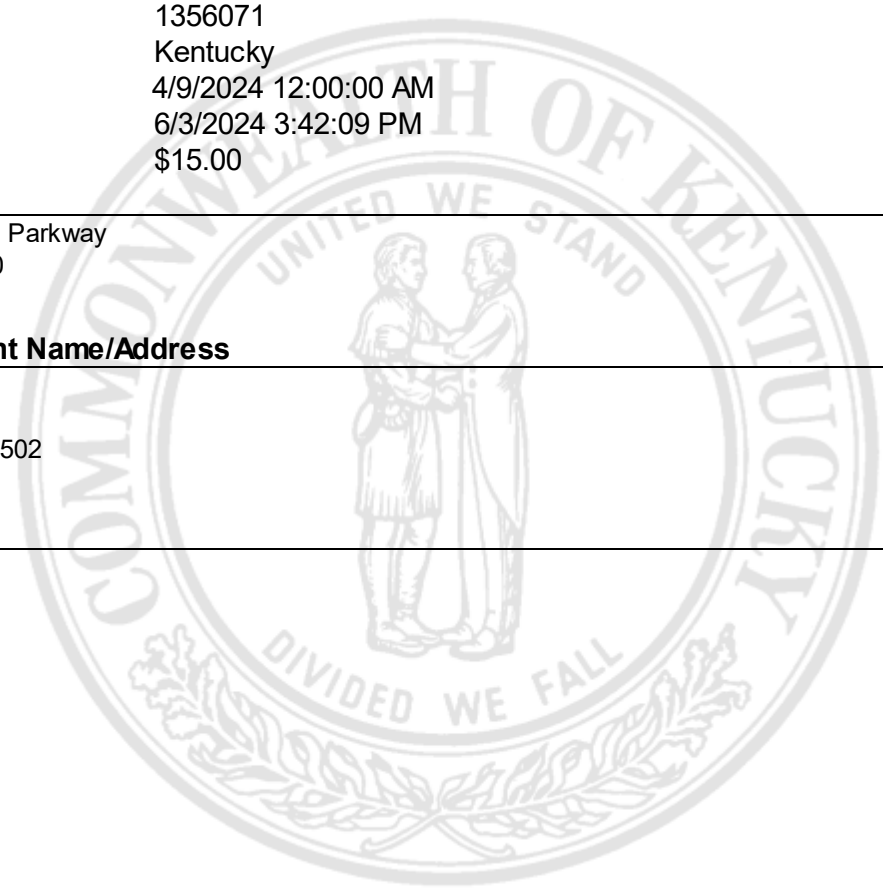 1356071
Kentucky
4/9/2024 12:00:00 AM
6/3/2024 3:42:09 PM
$15.00
COMMONWEALTH OF KENTUCKY
UNITED WE STAND
Parkway
nt Name/Address
502
DIVIDED WE FALL